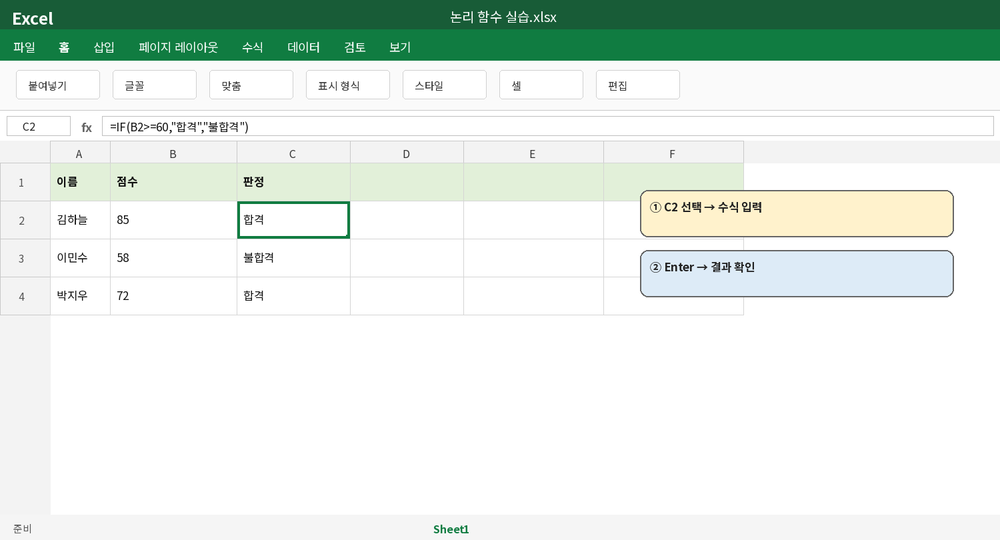 Excel
논리 함수 실습.xlsx
파일 홈 삽입 페이지 레이아웃 수식 데이터 검토 보기
붙여넣기 글꼴 맞춤 표시 형식 스타일 셀 편집
C2 fx =IF(B2>=60,"합격","불합격")
A B C D E F
1 이름 점수 판정
① C2 선택 → 수식 입력
2 김하늘 85 합격
3 이민수 58 불합격
② Enter → 결과 확인
4 박지우 72 합격
준비 Sheet1